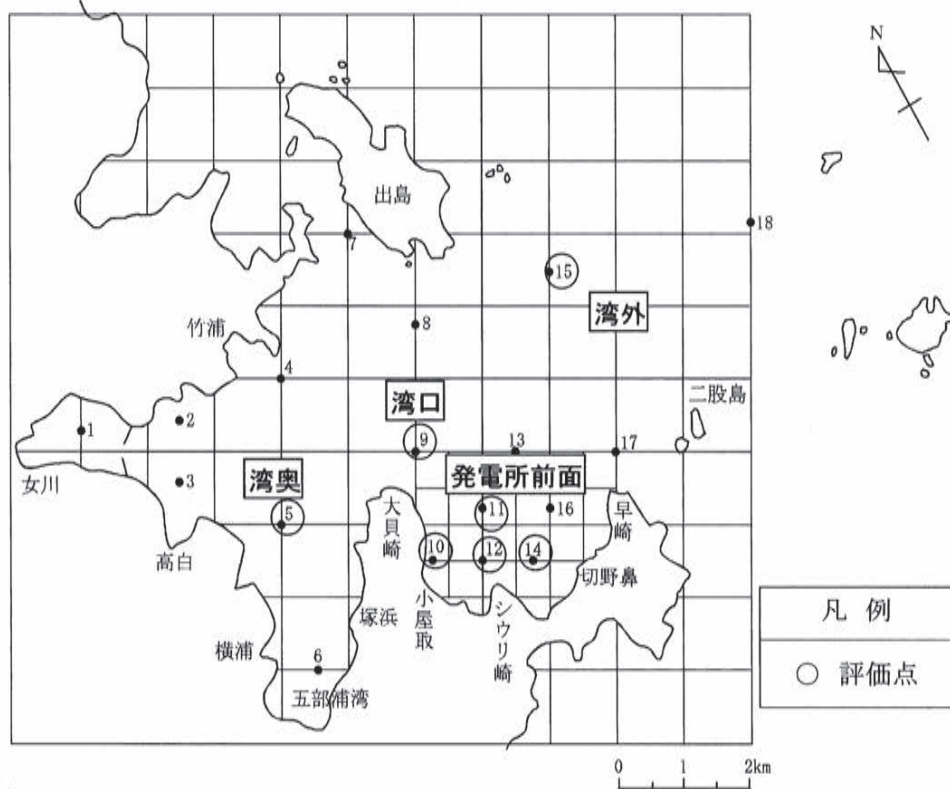 N
出島
18
7
15
湾外
竹浦
8
4
二股島
湾口
2
1
9
13
17
発電所前面
湾奥
女川
3
大貝崎
11
16
早崎
5
高白
10
12
14
切野鼻
凡 例
小屋取
塚浜
シウリ崎
横浦
○ 評価点
6
五部浦湾
0 1 2km